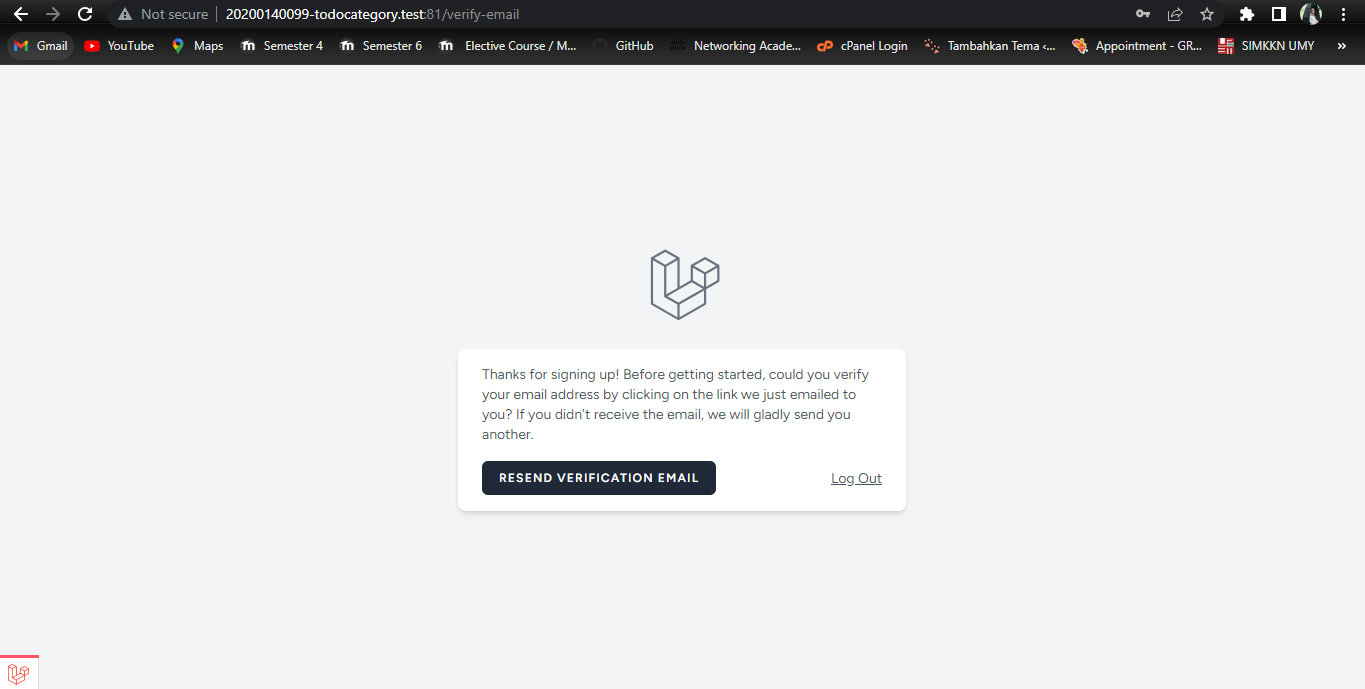 Not secure | 20200140099-todocategory.test:81/verify-email
Gmail YouTube Maps Semester 4 Semester 6 Elective Course / M... GitHub Networking Acade... cPanel Login Tambahkan Tema ‹... Appointment - GR... SIMKKN UMY »
Thanks for signing up! Before getting started, could you verify
your email address by clicking on the link we just emailed to
you? If you didn't receive the email, we will gladly send you
another.
RESEND VERIFICATION EMAIL Log Out